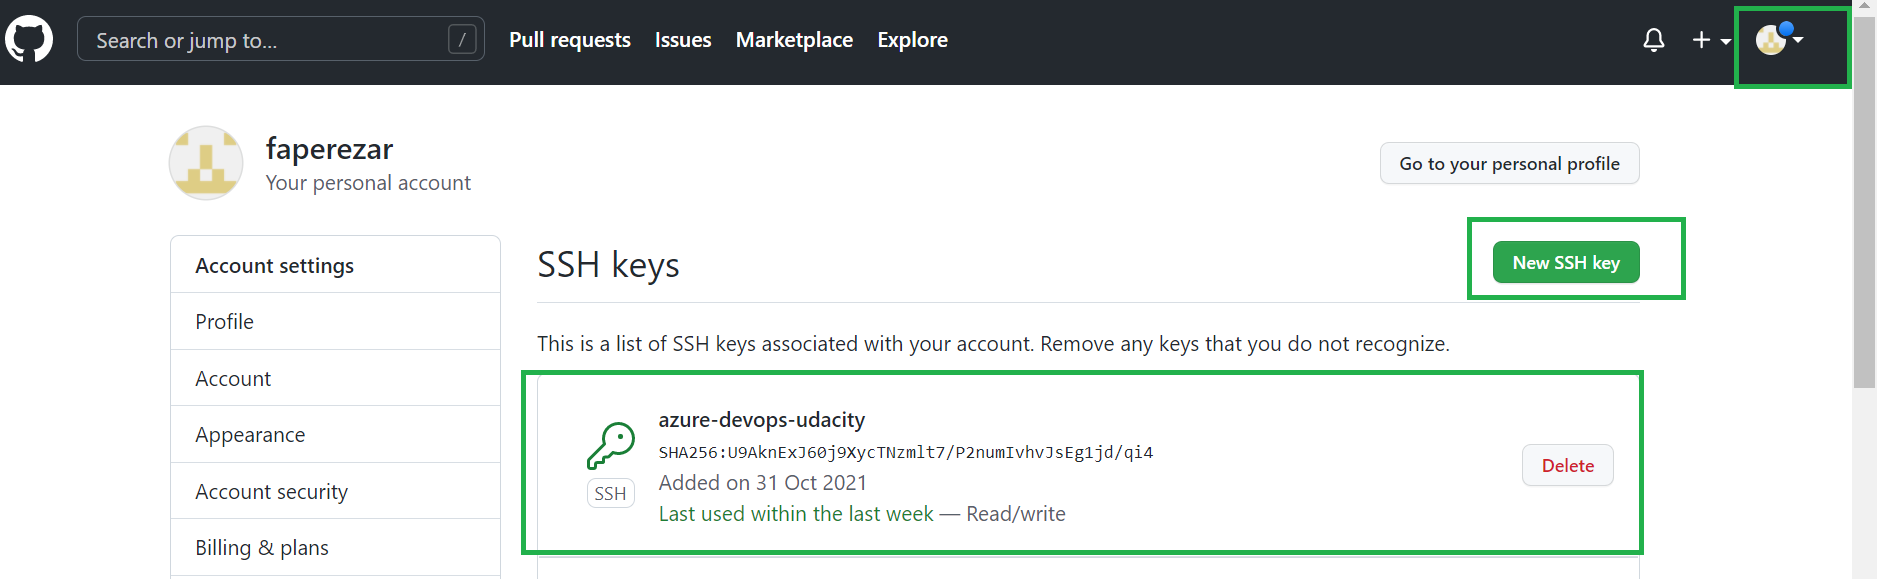 Search or jump to... / Pull requests Issues Marketplace Explore
faperezar
Your personal account
Go to your personal profile
Account settings
Profile
Account
Appearance
Account security
Billing & plans
SSH keys
New SSH key
This is a list of SSH keys associated with your account. Remove any keys that you do not recognize.
azure-devops-udacity
SHA256:U9AknExJ60j9XycTNzmlt7/P2numIvhvJsEg1jd/qi4
SSH
Added on 31 Oct 2021
Last used within the last week — Read/write
Delete